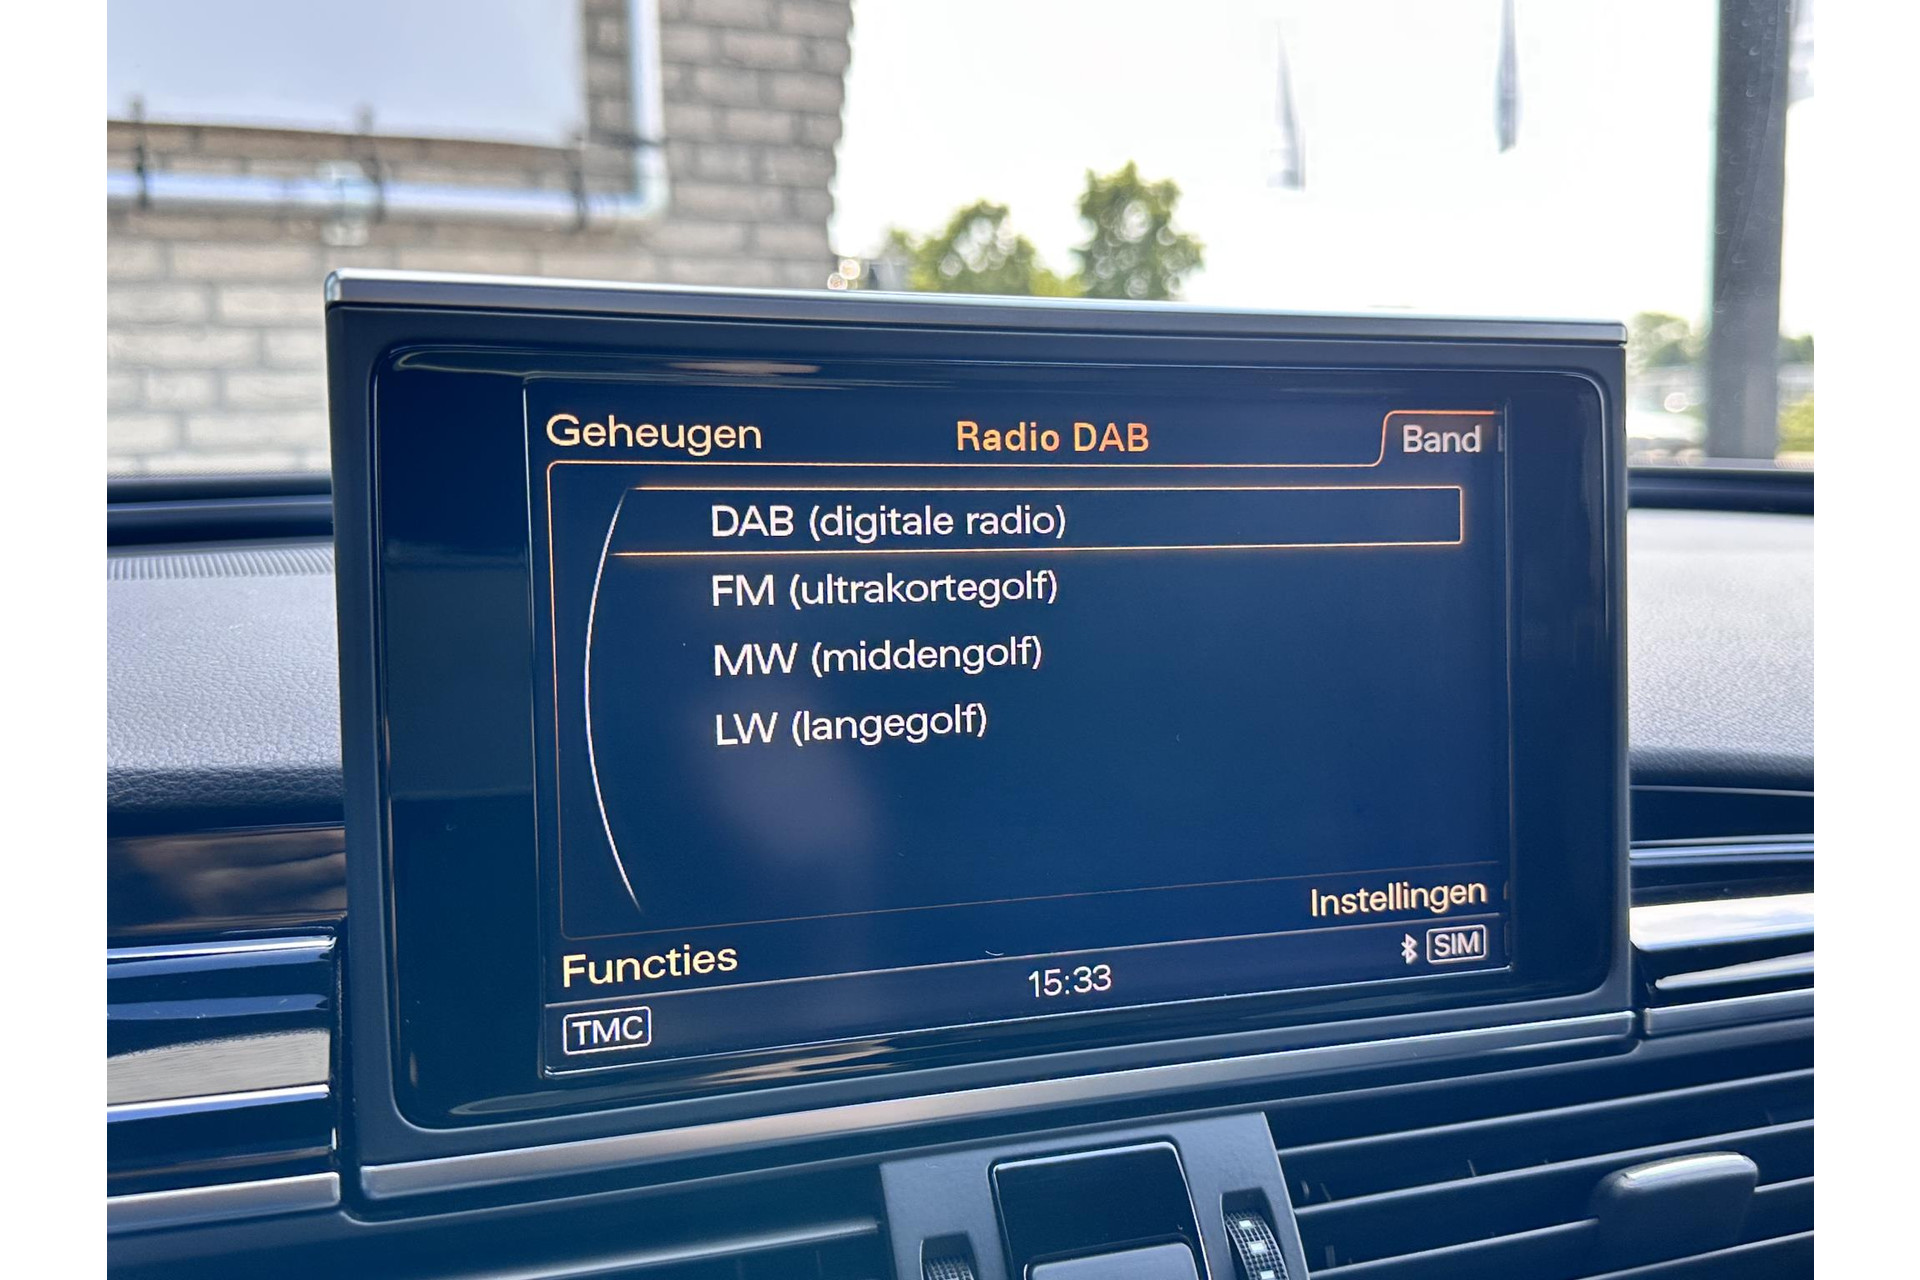 Geheugen
Radio DAB
Band
DAB (digitale radio)
FM (ultrakortegolf)
MW (middengolf)
LW (langegolf)
Instellingen
Functies
15:33
SIM
TMC